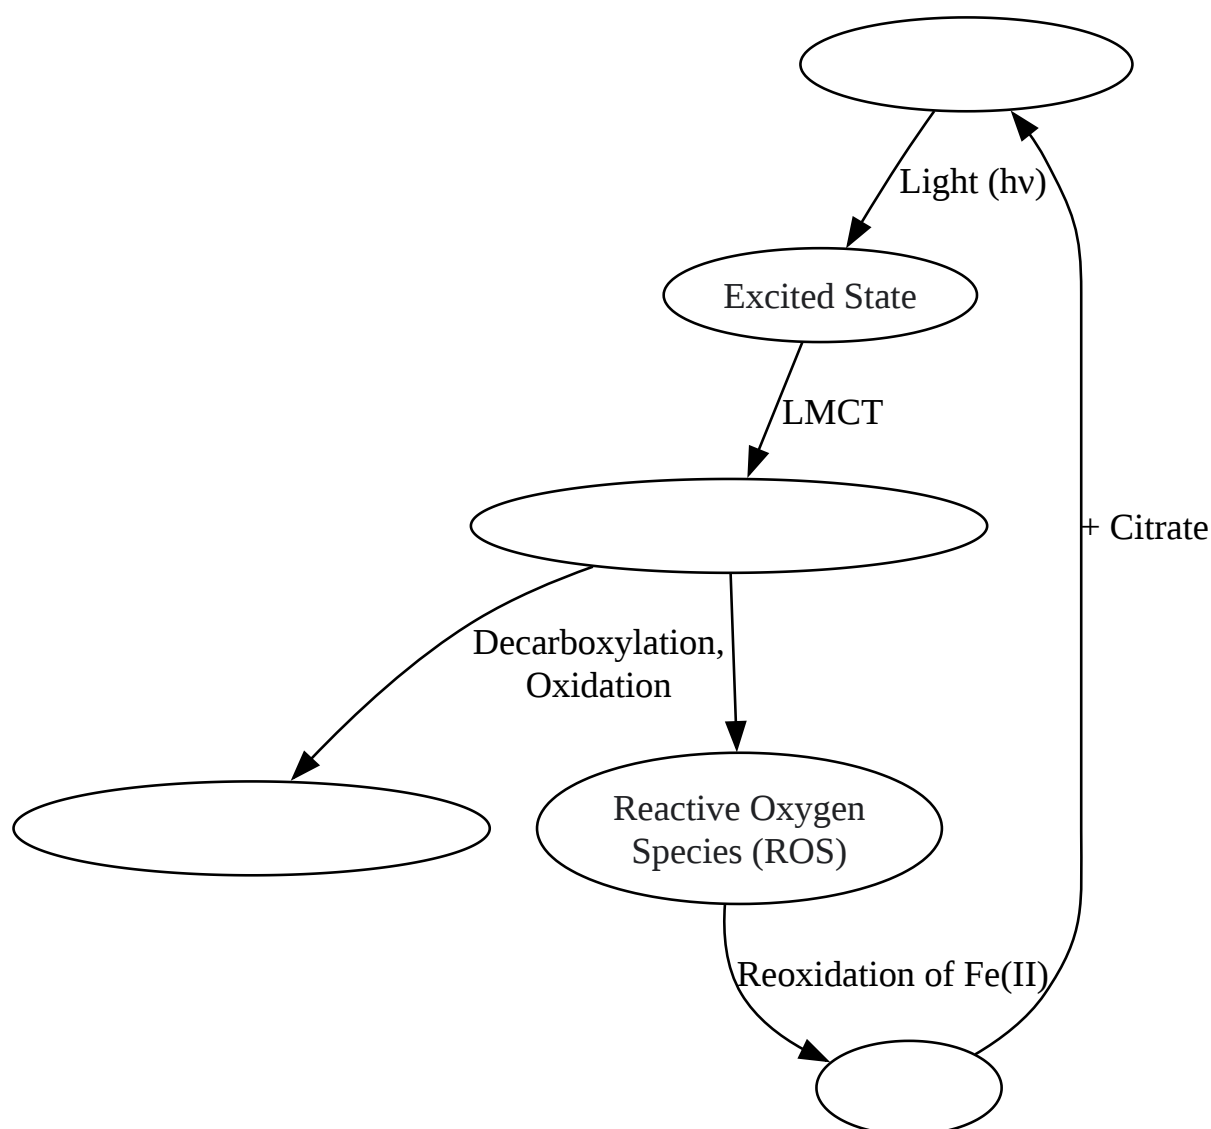 Light (hν)
Excited State
LMCT
+ Citrate
Decarboxylation,
Oxidation
Reactive Oxygen
Species (ROS)
Reoxidation of Fe(II)